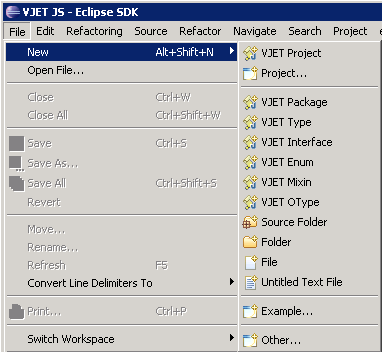 VJET JS - Eclipse SDK
File Edit Refactoring Source Refactor Navigate Search Project
New Alt+Shift+N
Open File...
Close Ctrl+W
Close All Ctrl+Shift+W
Save Ctrl+S
Save As...
Save All Ctrl+Shift+S
Revert
Move...
Rename...
Refresh F5
Convert Line Delimiters To
Print... Ctrl+P
Switch Workspace
VJET Project
Project...
VJET Package
VJET Type
VJET Interface
VJET Enum
VJET Mixin
VJET OType
Source Folder
Folder
File
Untitled Text File
Example...
Other...